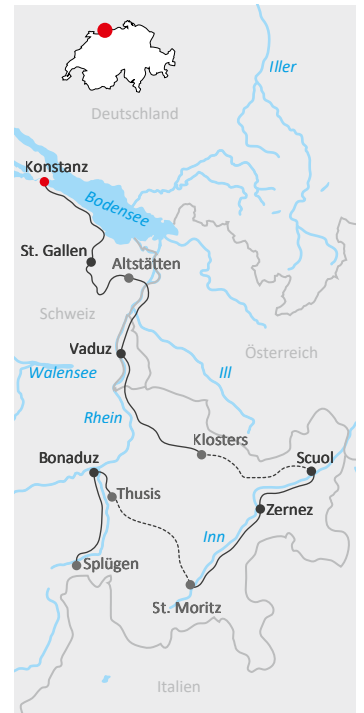 Iller
Deutschland
Konstanz
Bodensee
St. Gallen
Altstätten
Schweiz
Vaduz
Österreich
Walensee
Ill
Rhein
Klosters
Bonaduz
Scuol
Thusis
Zernez
Inn
Splügen
St. Moritz
Italien